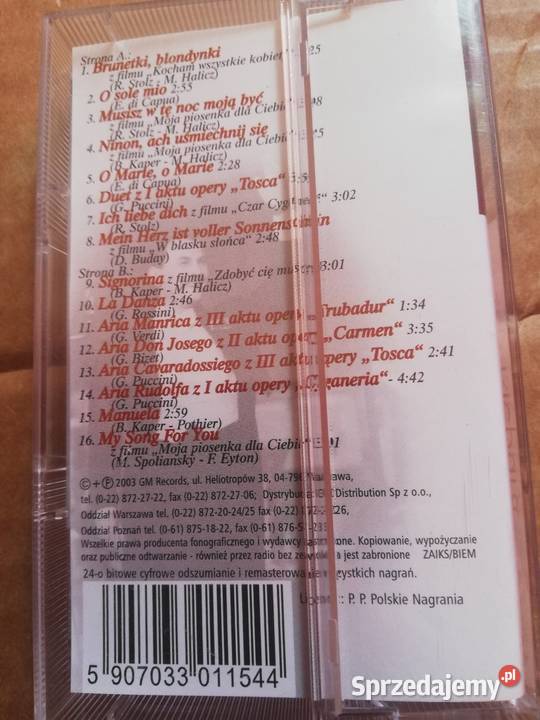 Strona A.:
1. Brunetki, blondynki
z filmu „Kocham wszystkie kobiety"
(R. Stolz - M. Halicz)
2. O sole mio 2:55
(E. di Capua)
3. Musisz w tę noc moją być
z filmu „Moja piosenka dla Ciebie"
(R. Stolz - M. Halicz)
4. Ninon, ach uśmiechnij się
z filmu „Moja piosenka dla Ciebie"
(B. Kaper - M. Halicz)
5. O Marie, o Marie 2:28
(E. di Capua)
6. Duet z I aktu opery „Tosca"
(G. Puccini)
7. Ich liebe dich z filmu „Czar Cyganerii" 3:02
(R. Stolz)
8. Mein Herz ist voller Sonnenschein
z filmu „W blasku słońca" 2:48
(D. Buday)
Strona B.:
9. Signorina z filmu „Zdobyć cię muszę" 3:01
(B. Kaper - M. Halicz)
10. La Danza 2:46
(G. Rossini)
11. Aria Manrica z III aktu opery „Trubadur" 1:34
(G. Verdi)
12. Aria Don Josego z II aktu opery „Carmen" 3:35
(G. Bizet)
13. Aria Cavaradossiego z III aktu opery „Tosca" 2:41
(G. Puccini)
14. Aria Rudolfa z I aktu opery „Cyganeria"- 4:42
(G. Puccini)
15. Manuela 2:59
(B. Kaper - Pothier)
16. My Song For You
z filmu „Moja piosenka dla Ciebie"
(M. Spoliansky - F. Eyton)
©+℗ 2003 GM Records, ul. Heliotropów 38, 04-796 Warszawa,
tel. (0-22) 872-27-22, fax (0-22) 872-27-06; Dystrybucja: Distribution Sp z o.o.,
Oddział Warszawa tel. (0-22) 872-20-24/25 fax (0-22) 872-
Oddział Poznań tel. (0-61) 875-18-22, fax (0-61) 876-
Wszelkie prawa producenta fonograficznego i wydawcy zastrzeżone. Kopiowanie, wypożyczanie
oraz publiczne odtwarzanie - również przez radio bez zezwolenia jest zabronione ZAIKS/BIEM
24-o bitowe cyfrowe odszumianie i remasterowanie wszystkich nagrań.
Licencja: P. P. Polskie Nagrania
5 907033 011544
Sprzedajemy.pl